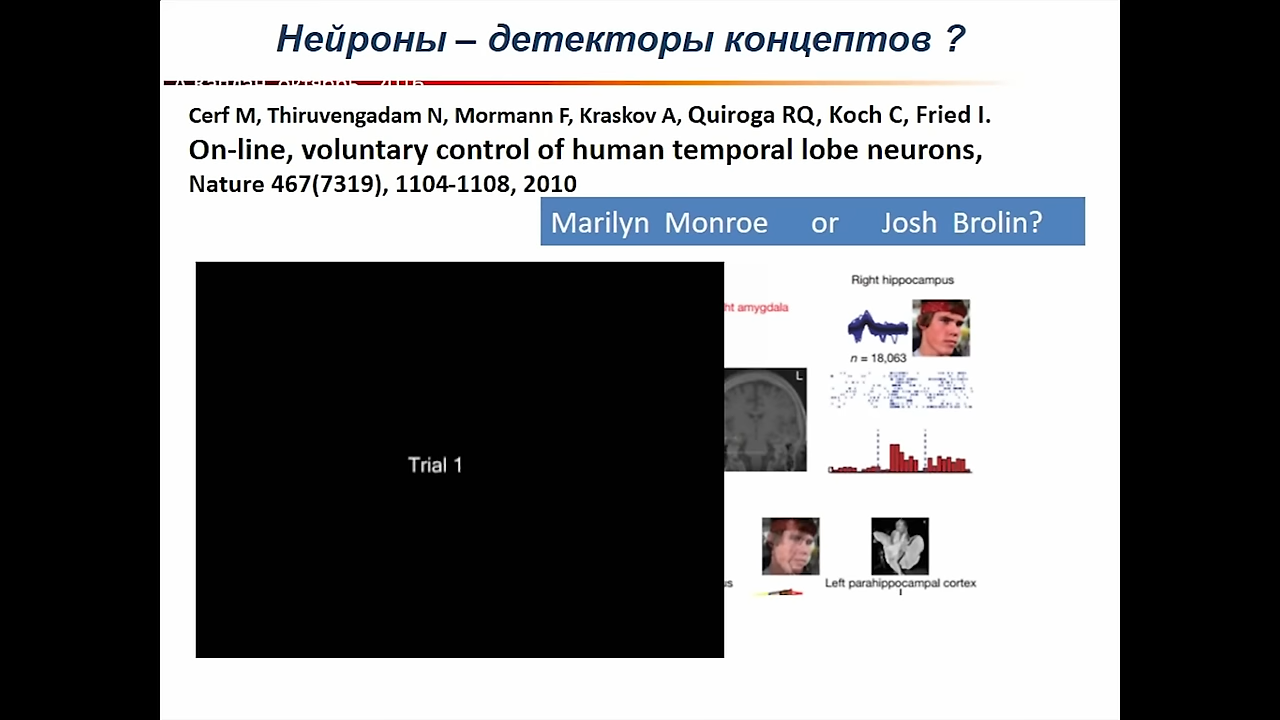 Нейроны – детекторы концептов ?
Cerf M, Thiruvengadam N, Mormann F, Kraskov A, Quiroga RQ, Koch C, Fried I.
On-line, voluntary control of human temporal lobe neurons,
Nature 467(7319), 1104-1108, 2010
Marilyn Monroe or Josh Brolin?
Right hippocampus
amygdala
n = 18,063
L
Trial 1
Left parahippocampal cortex